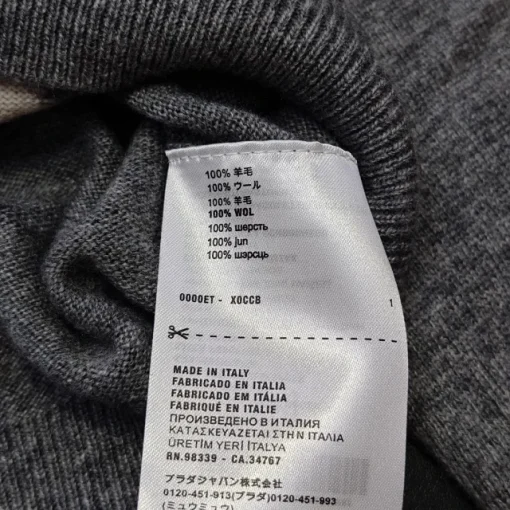 100% 羊毛
100% ウール
100% 羊毛
100% WOL
100% шерсть
100% jun
100% шэрсць
0000ET - X0CCB
1
MADE IN ITALY
FABRICADO EN ITALIA
FABRICADO EM ITÁLIA
FABRIQUÉ EN ITALIE
ПРОИЗВЕДЕНО В ИТАЛИЯ
ΚΑΤΑΣΚΕΥΑΖΕΤΑΙ ΣΤΗΝ ΙΤΑΛΙΑ
ÜRETİM YERİ İTALYA
RN.98339 - CA.34767
プラダジャパン株式会社
0120-451-913(プラダ)0120-451-993
(ミュウミュウ)